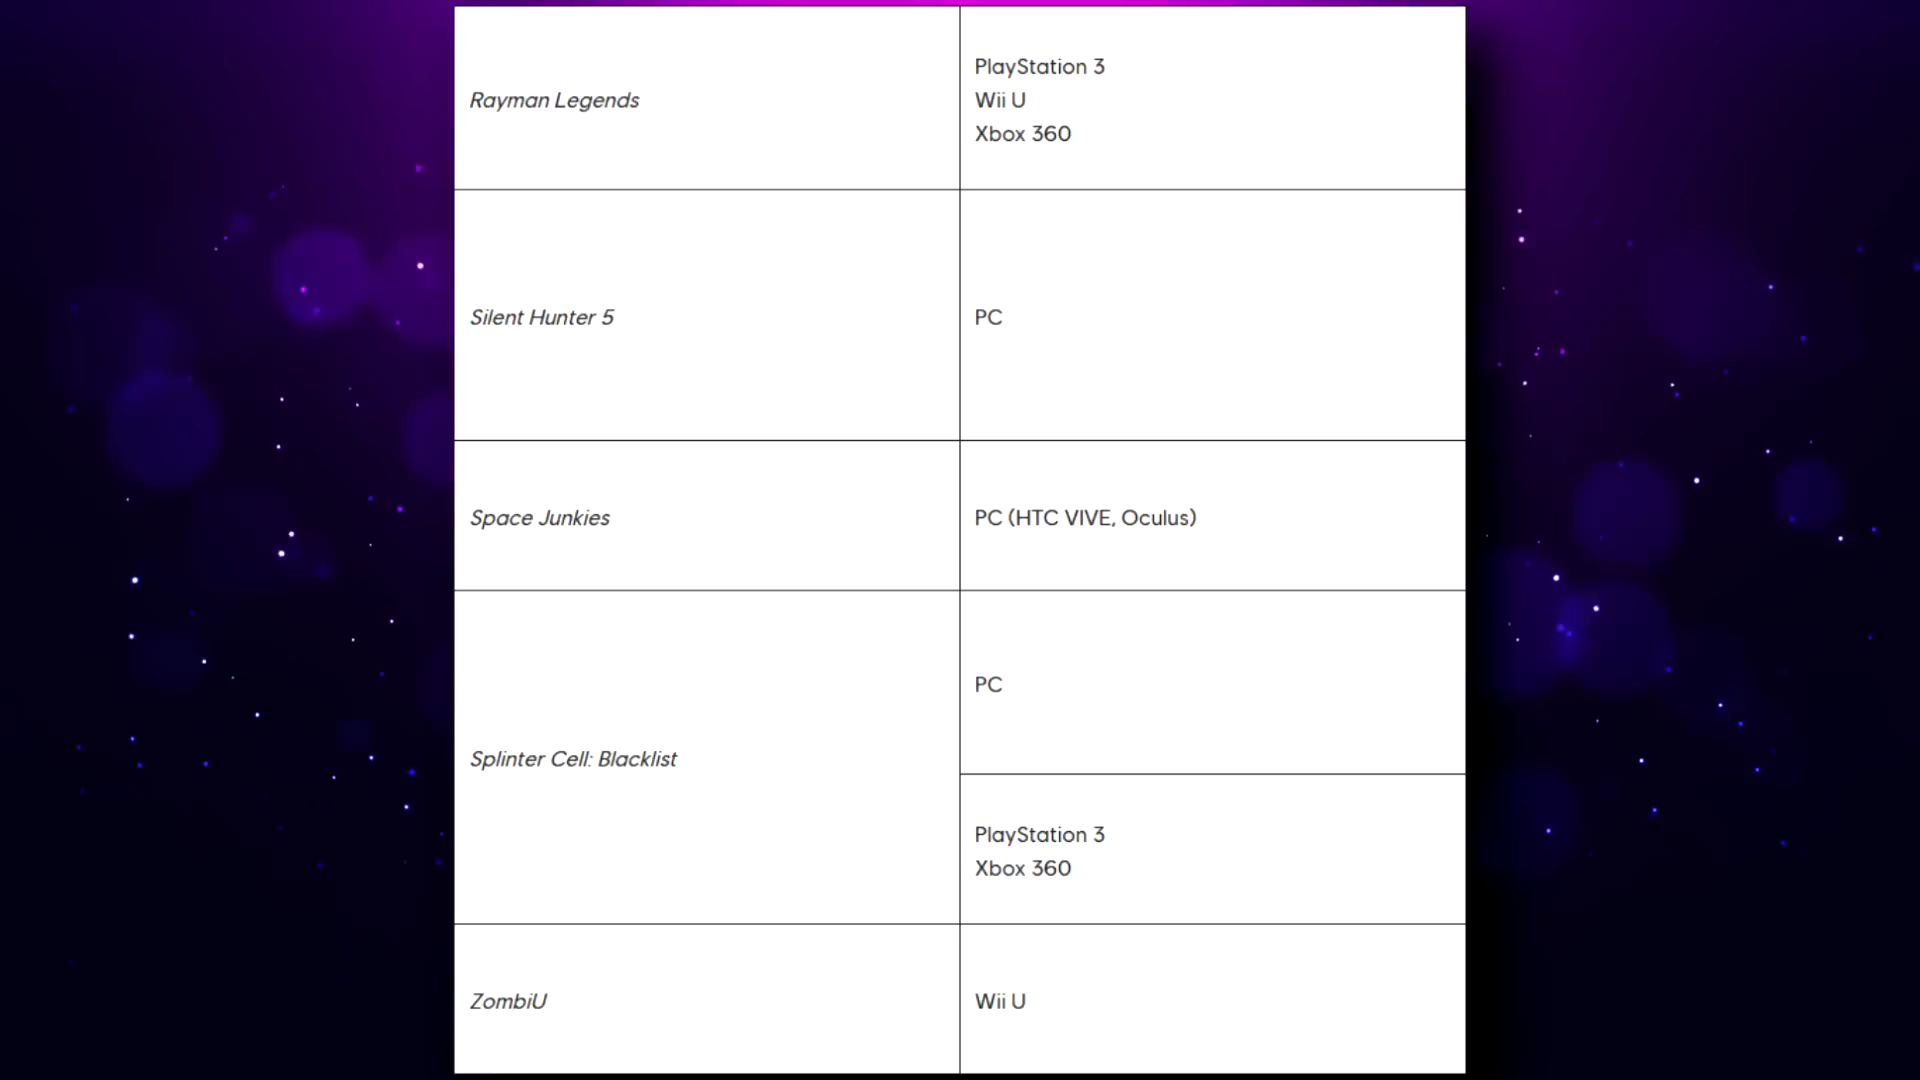 Rayman Legends
PlayStation 3
Wii U
Xbox 360
Silent Hunter 5
PC
Space Junkies
PC (HTC VIVE, Oculus)
Splinter Cell: Blacklist
PC
PlayStation 3
Xbox 360
ZombiU
Wii U